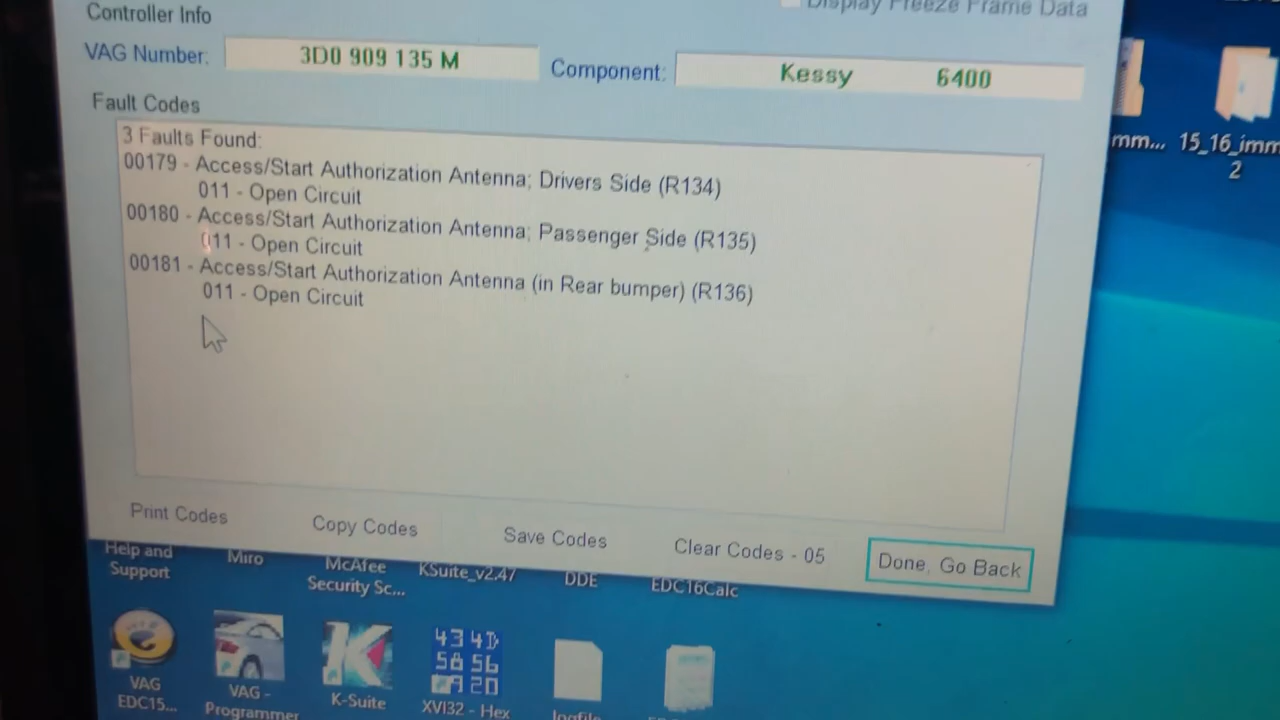 Controller Info
Display Freeze Frame Data
VAG Number: 3D0 909 135 M Component: Kessy 6400
Fault Codes
3 Faults Found:
00179 - Access/Start Authorization Antenna; Drivers Side (R134)
011 - Open Circuit
00180 - Access/Start Authorization Antenna; Passenger Side (R135)
011 - Open Circuit
00181 - Access/Start Authorization Antenna (in Rear bumper) (R136)
011 - Open Circuit
Print Codes Copy Codes Save Codes Clear Codes - 05 Done, Go Back
mm... 15_16_imm
2
Help and
Support
Miro
McAfee
Security Sc...
KSuite_v2.47
DDE
EDC16Calc
434D
5856
920
VAG
EDC15...
VAG -
Programmer
K-Suite
XVI32 - Hex